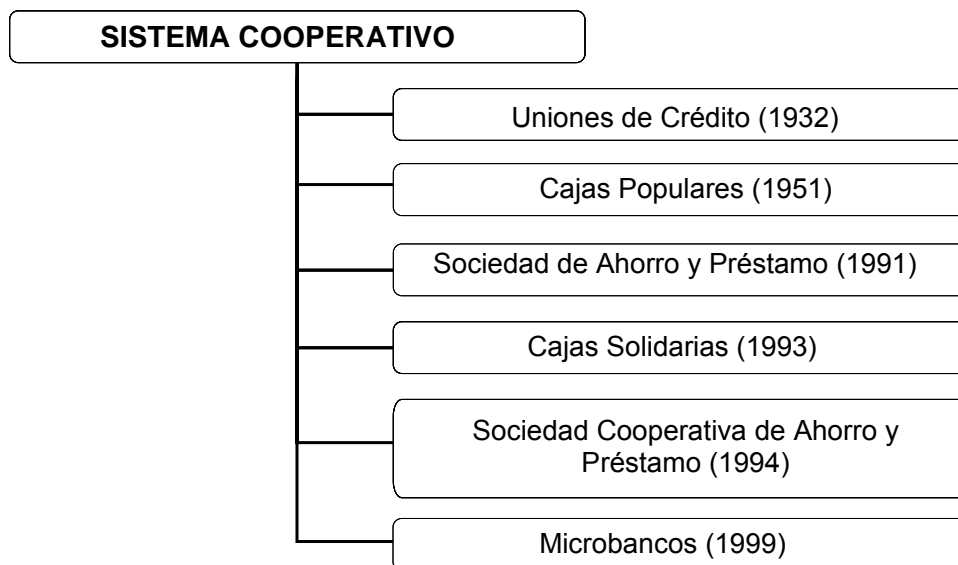 SISTEMA COOPERATIVO
Uniones de Crédito (1932)
Cajas Populares (1951)
Sociedad de Ahorro y Préstamo (1991)
Cajas Solidarias (1993)
Sociedad Cooperativa de Ahorro y
Préstamo (1994)
Microbancos (1999)